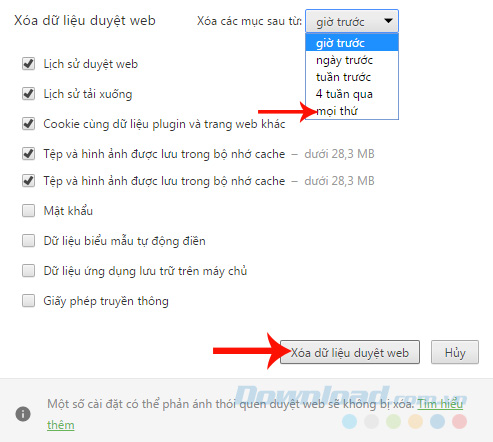 Xóa dữ liệu duyệt web
Xóa các mục sau từ: giờ trước
giờ trước
ngày trước
tuần trước
4 tuần qua
mọi thứ
Lịch sử duyệt web
Lịch sử tải xuống
Cookie cùng dữ liệu plugin và trang web khác
Tệp và hình ảnh được lưu trong bộ nhớ cache – dưới 28,3 MB
Tệp và hình ảnh được lưu trong bộ nhớ cache – dưới 28,3 MB
Mật khẩu
Dữ liệu biểu mẫu tự động điền
Dữ liệu ứng dụng lưu trữ trên máy chủ
Giấy phép truyền thông
Xóa dữ liệu duyệt web Hủy
Download.com.vn
Một số cài đặt có thể phản ánh thói quen duyệt web sẽ không bị xóa. Tìm hiểu
thêm